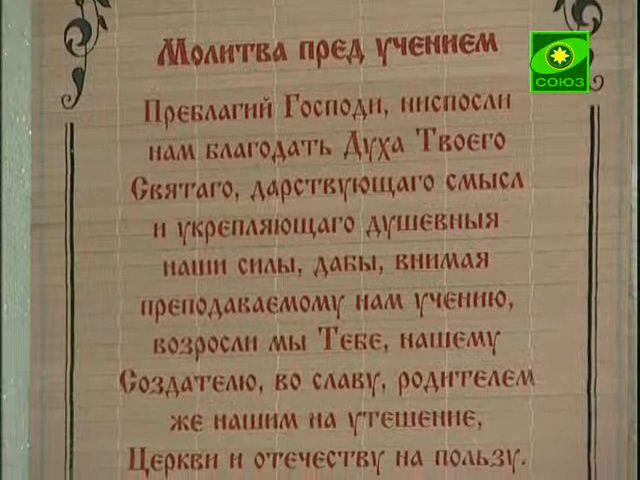 Молитва пред учением
СОЮЗ
Преблагий Господи, ниспосли
нам благодать Духа Твоего
Святаго, дарствующаго смысл
и укрепляющаго душевныя
наши силы, дабы, внимая
преподаваемому нам учению,
возросли мы Тебе, нашему
Создателю, во славу, родителем
же нашим на утешение,
Церкви и отечеству на пользу.